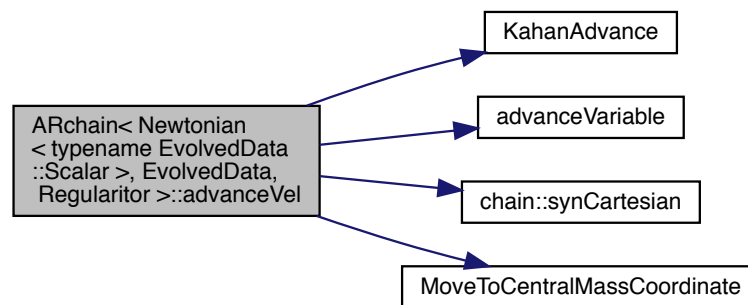 ARchain< Newtonian
< typename EvolvedData
::Scalar >, EvolvedData,
Regularitor >::advanceVel
KahanAdvance
advanceVariable
chain::synCartesian
MoveToCentralMassCoordinate